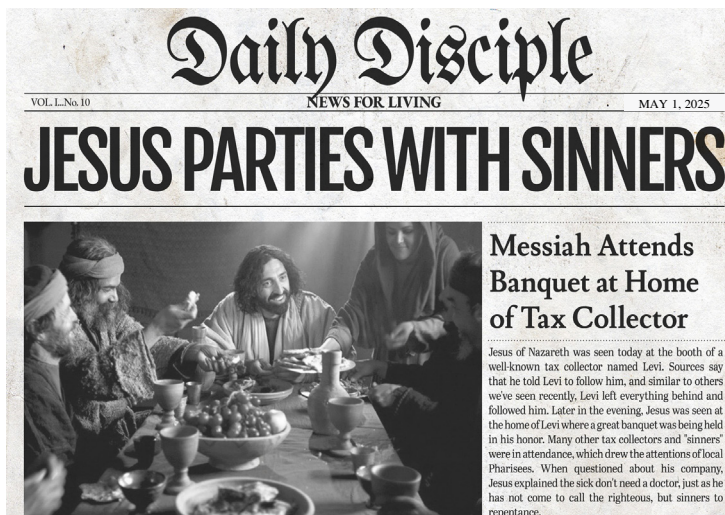 Daily Disciple
VOL. I...No. 10
NEWS FOR LIVING
MAY 1, 2025
JESUS PARTIES WITH SINNERS
Messiah Attends
Banquet at Home
of Tax Collector
Jesus of Nazareth was seen today at the booth of a
well-known tax collector named Levi. Sources say
that he told Levi to follow him, and similar to others
we've seen recently, Levi left everything behind and
followed him. Later in the evening, Jesus was seen at
the home of Levi where a great banquet was being held
in his honor. Many other tax collectors and "sinners"
were in attendance, which drew the attentions of local
Pharisees. When questioned about his company,
Jesus explained the sick don't need a doctor, just as he
has not come to call the righteous, but sinners to
repentance.